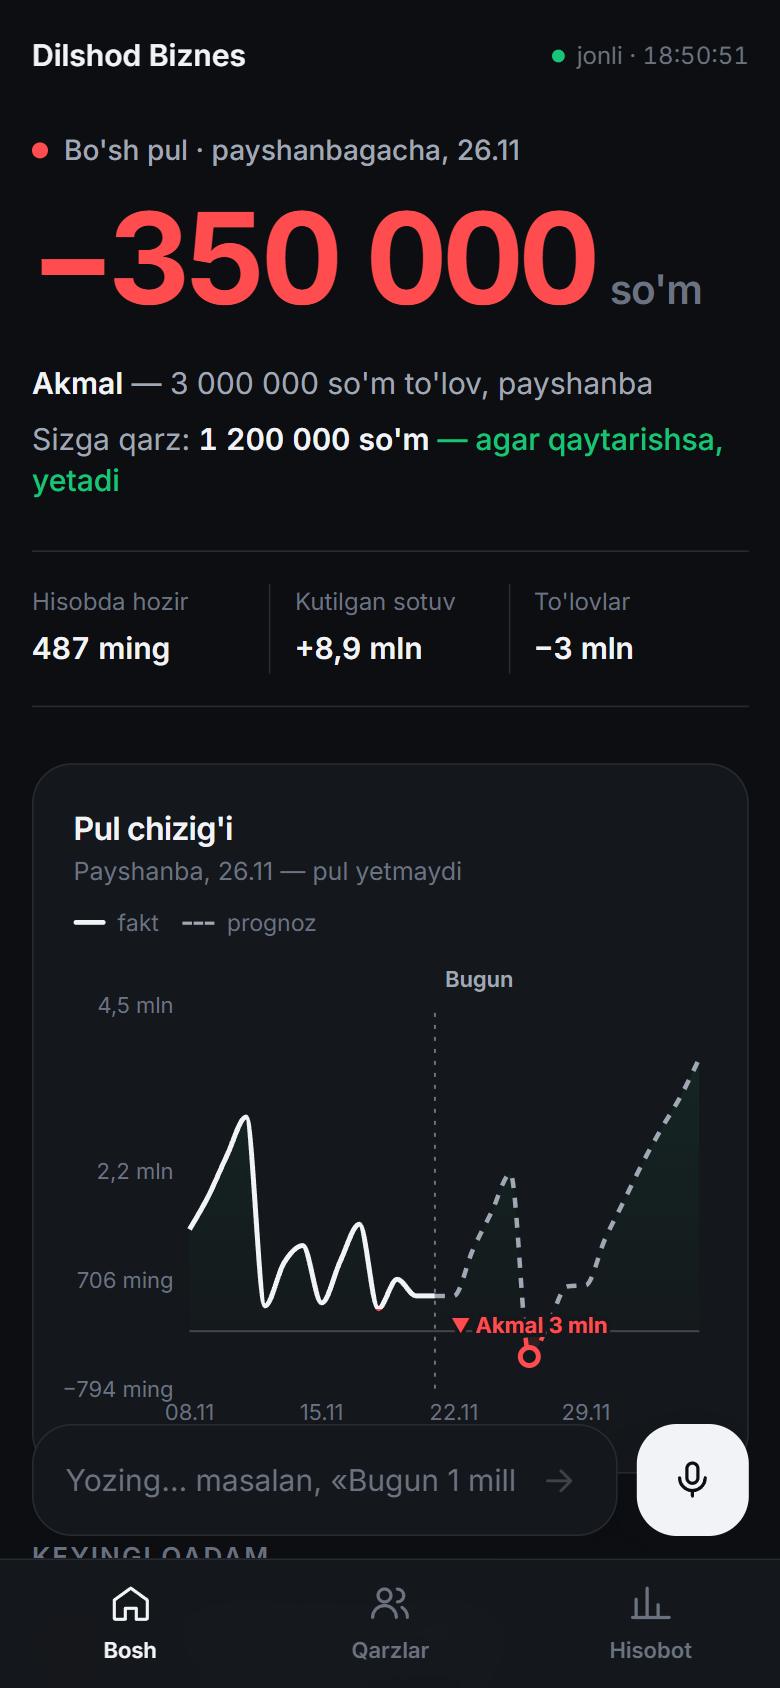 Dilshod Biznes
jonli · 18:50:51
Bo'sh pul · payshanbagacha, 26.11
−350 000 so'm
Akmal — 3 000 000 so'm to'lov, payshanba
Sizga qarz: 1 200 000 so'm — agar qaytarishsa,
yetadi
Hisobda hozir
487 ming
Kutilgan sotuv
+8,9 mln
To'lovlar
−3 mln
Pul chizig'i
Payshanba, 26.11 — pul yetmaydi
fakt
prognoz
Bugun
4,5 mln
2,2 mln
706 ming
▼ Akmal 3 mln
−794 ming
08.11
15.11
22.11
29.11
Yozing... masalan, «Bugun 1 mill
KEYINGI QADAM
Bosh
Qarzlar
Hisobot